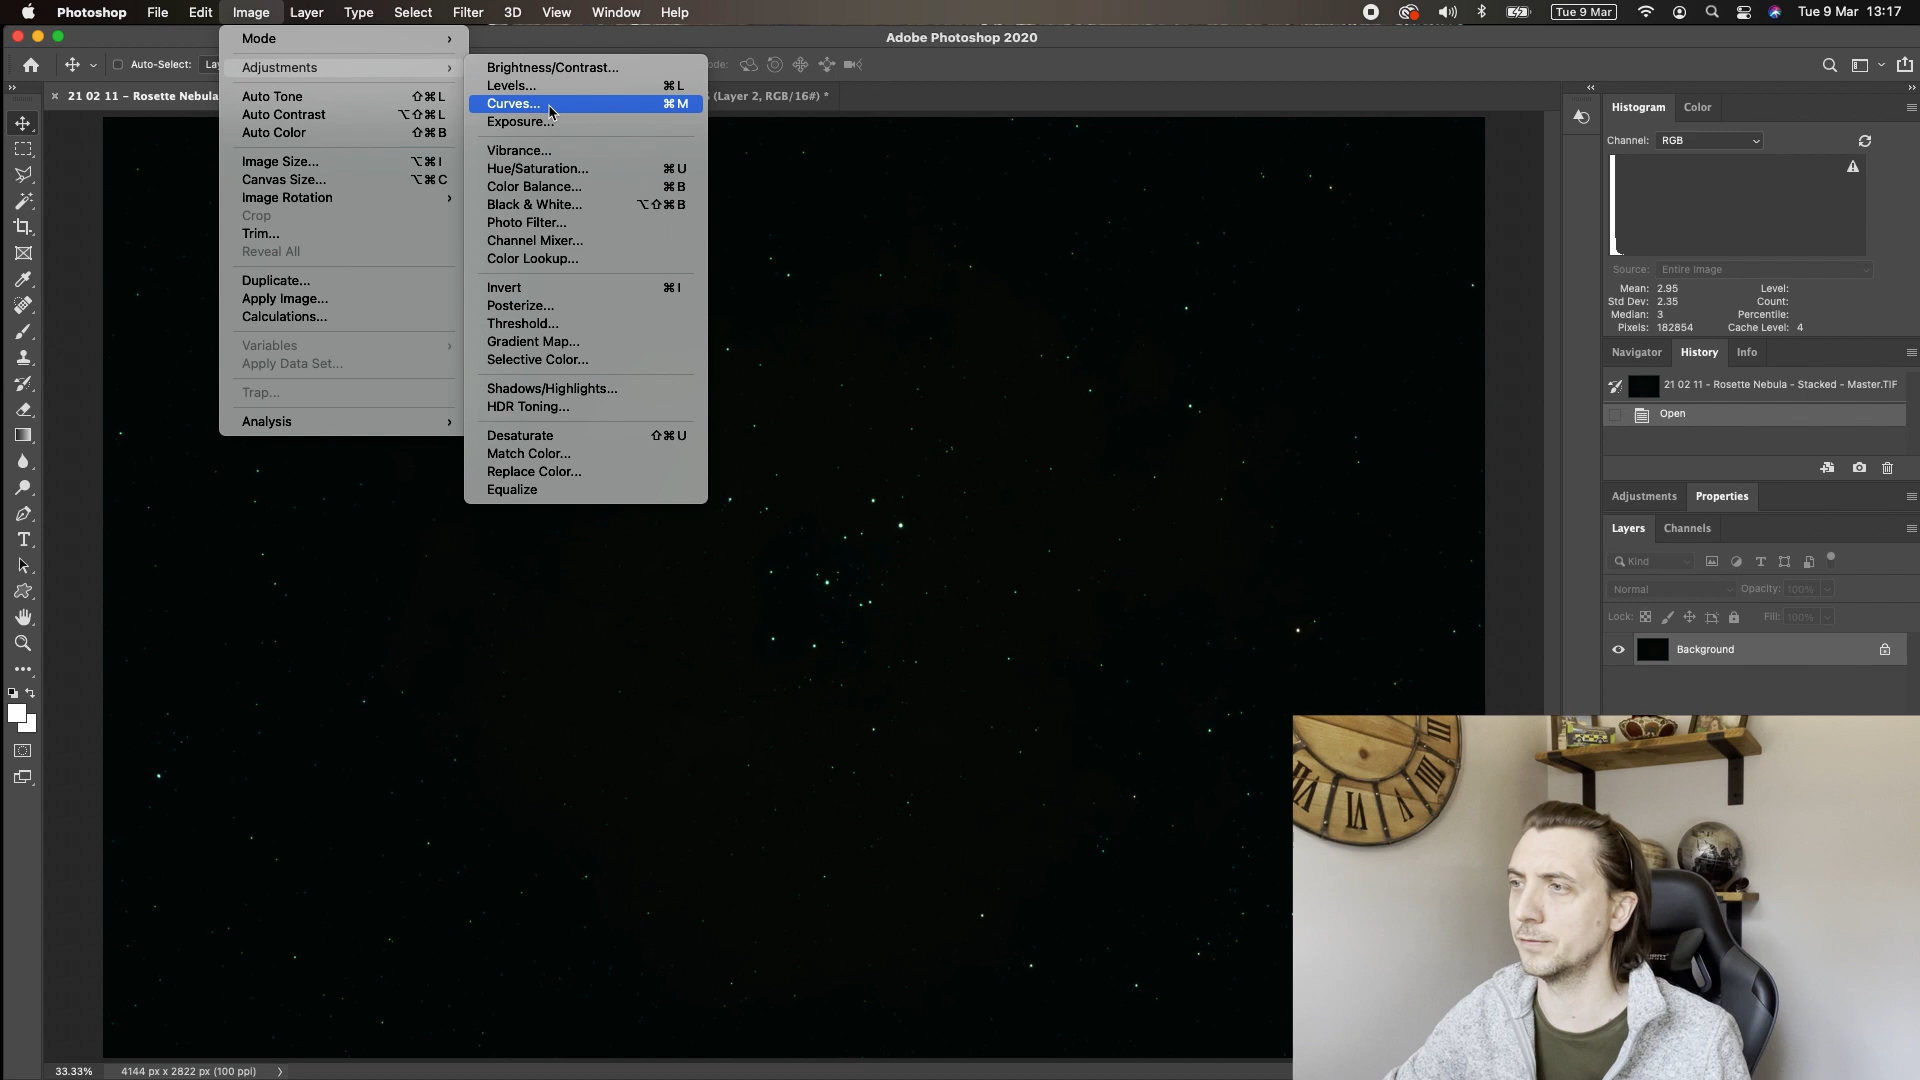 Photoshop File Edit Image Layer Type Select Filter 3D View Window Help Tue 9 Mar Tue 9 Mar 13:17
Adobe Photoshop 2020
Auto-Select: Lay ode:
× 21 02 11 – Rosette Nebula (Layer 2, RGB/16#) *
Mode
Adjustments
Auto Tone ⇧⌘L
Auto Contrast ⌥⇧⌘L
Auto Color ⇧⌘B
Image Size... ⌥⌘I
Canvas Size... ⌥⌘C
Image Rotation
Crop
Trim...
Reveal All
Duplicate...
Apply Image...
Calculations...
Variables
Apply Data Set...
Trap...
Analysis
Brightness/Contrast...
Levels... ⌘L
Curves... ⌘M
Exposure...
Vibrance...
Hue/Saturation... ⌘U
Color Balance... ⌘B
Black & White... ⌥⇧⌘B
Photo Filter...
Channel Mixer...
Color Lookup...
Invert ⌘I
Posterize...
Threshold...
Gradient Map...
Selective Color...
Shadows/Highlights...
HDR Toning...
Desaturate ⇧⌘U
Match Color...
Replace Color...
Equalize
Histogram Color
Channel: RGB
Source: Entire Image
Mean: 2.95 Level:
Std Dev: 2.35 Count:
Median: 3 Percentile:
Pixels: 182854 Cache Level: 4
Navigator History Info
21 02 11 - Rosette Nebula - Stacked - Master.TIF
Open
Adjustments Properties
Layers Channels
Kind
Normal Opacity: 100%
Lock: Fill: 100%
Background
33.33% 4144 px x 2822 px (100 ppi)